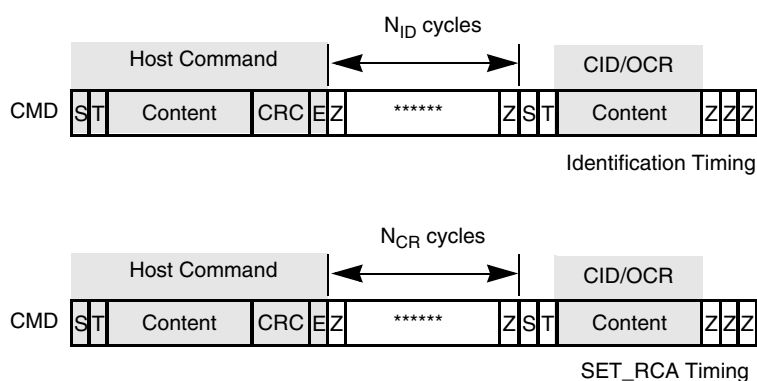 N_ID cycles
Host Command CID/OCR
CMD S T Content CRC E Z ****** Z S T Content Z Z Z
Identification Timing
N_CR cycles
Host Command CID/OCR
CMD S T Content CRC E Z ****** Z S T Content Z Z Z
SET_RCA Timing